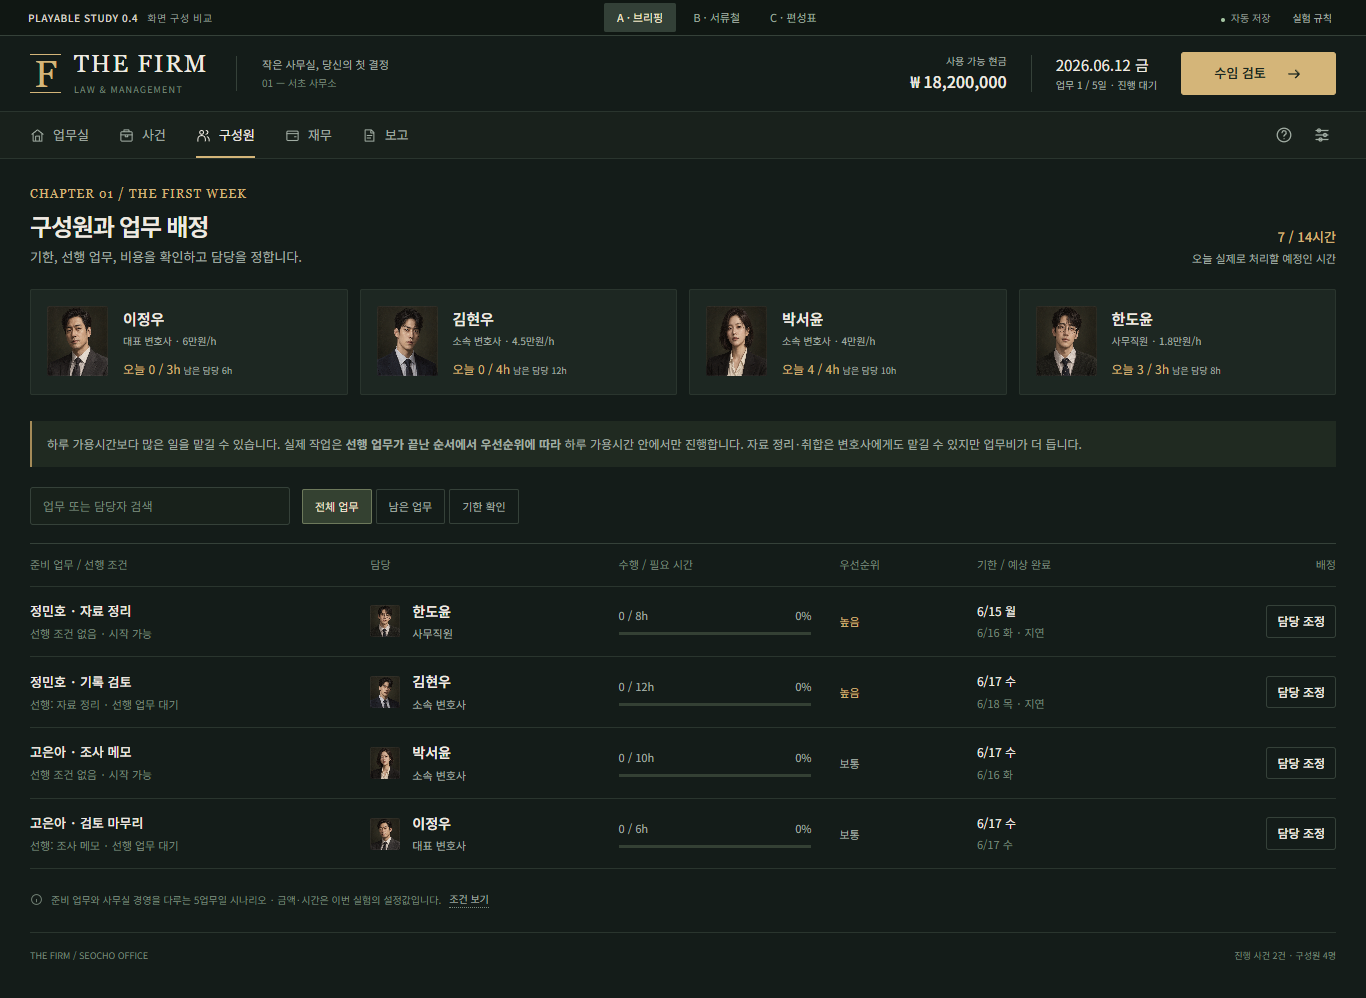 PLAYABLE STUDY 0.4 화면 구성 비교
A · 브리핑
B · 서류철
C · 편성표
자동 저장
실험 규칙
F
THE FIRM
LAW & MANAGEMENT
작은 사무실, 당신의 첫 결정
01 — 서초 사무소
사용 가능 현금
₩ 18,200,000
2026.06.12 금
업무 1 / 5일 · 진행 대기
수임 검토 →
업무실
사건
구성원
재무
보고
CHAPTER 01 / THE FIRST WEEK
구성원과 업무 배정
기한, 선행 업무, 비용을 확인하고 담당을 정합니다.
7 / 14시간
오늘 실제로 처리할 예정인 시간
이정우
대표 변호사 · 6만원/h
오늘 0 / 3h 남은 담당 6h
김현우
소속 변호사 · 4.5만원/h
오늘 0 / 4h 남은 담당 12h
박서윤
소속 변호사 · 4만원/h
오늘 4 / 4h 남은 담당 10h
한도윤
사무직원 · 1.8만원/h
오늘 3 / 3h 남은 담당 8h
하루 가용시간보다 많은 일을 맡길 수 있습니다. 실제 작업은 선행 업무가 끝난 순서에서 우선순위에 따라 하루 가용시간 안에서만 진행합니다. 자료 정리·취합은 변호사에게도 맡길 수 있지만 업무비가 더 듭니다.
업무 또는 담당자 검색
전체 업무
남은 업무
기한 확인
준비 업무 / 선행 조건
담당
수행 / 필요 시간
우선순위
기한 / 예상 완료
배정
정민호 · 자료 정리
선행 조건 없음 · 시작 가능
한도윤
사무직원
0 / 8h
0%
높음
6/15 월
6/16 화 · 지연
담당 조정
정민호 · 기록 검토
선행: 자료 정리 · 선행 업무 대기
김현우
소속 변호사
0 / 12h
0%
높음
6/17 수
6/18 목 · 지연
담당 조정
고은아 · 조사 메모
선행 조건 없음 · 시작 가능
박서윤
소속 변호사
0 / 10h
0%
보통
6/17 수
6/16 화
담당 조정
고은아 · 검토 마무리
선행: 조사 메모 · 선행 업무 대기
이정우
대표 변호사
0 / 6h
0%
보통
6/17 수
6/17 수
담당 조정
준비 업무와 사무실 경영을 다루는 5업무일 시나리오 · 금액·시간은 이번 실험의 설정값입니다. 조건 보기
THE FIRM / SEOCHO OFFICE
진행 사건 2건 · 구성원 4명